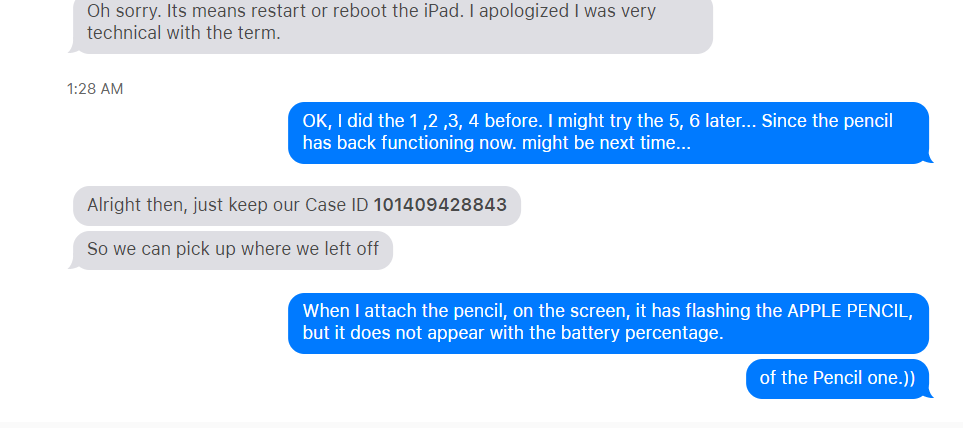 Oh sorry. Its means restart or reboot the iPad. I apologized I was very
technical with the term.
1:28 AM
OK, I did the 1 ,2 ,3, 4 before. I might try the 5, 6 later... Since the pencil
has back functioning now. might be next time...
Alright then, just keep our Case ID 101409428843
So we can pick up where we left off
When I attach the pencil, on the screen, it has flashing the APPLE PENCIL,
but it does not appear with the battery percentage.
of the Pencil one.))